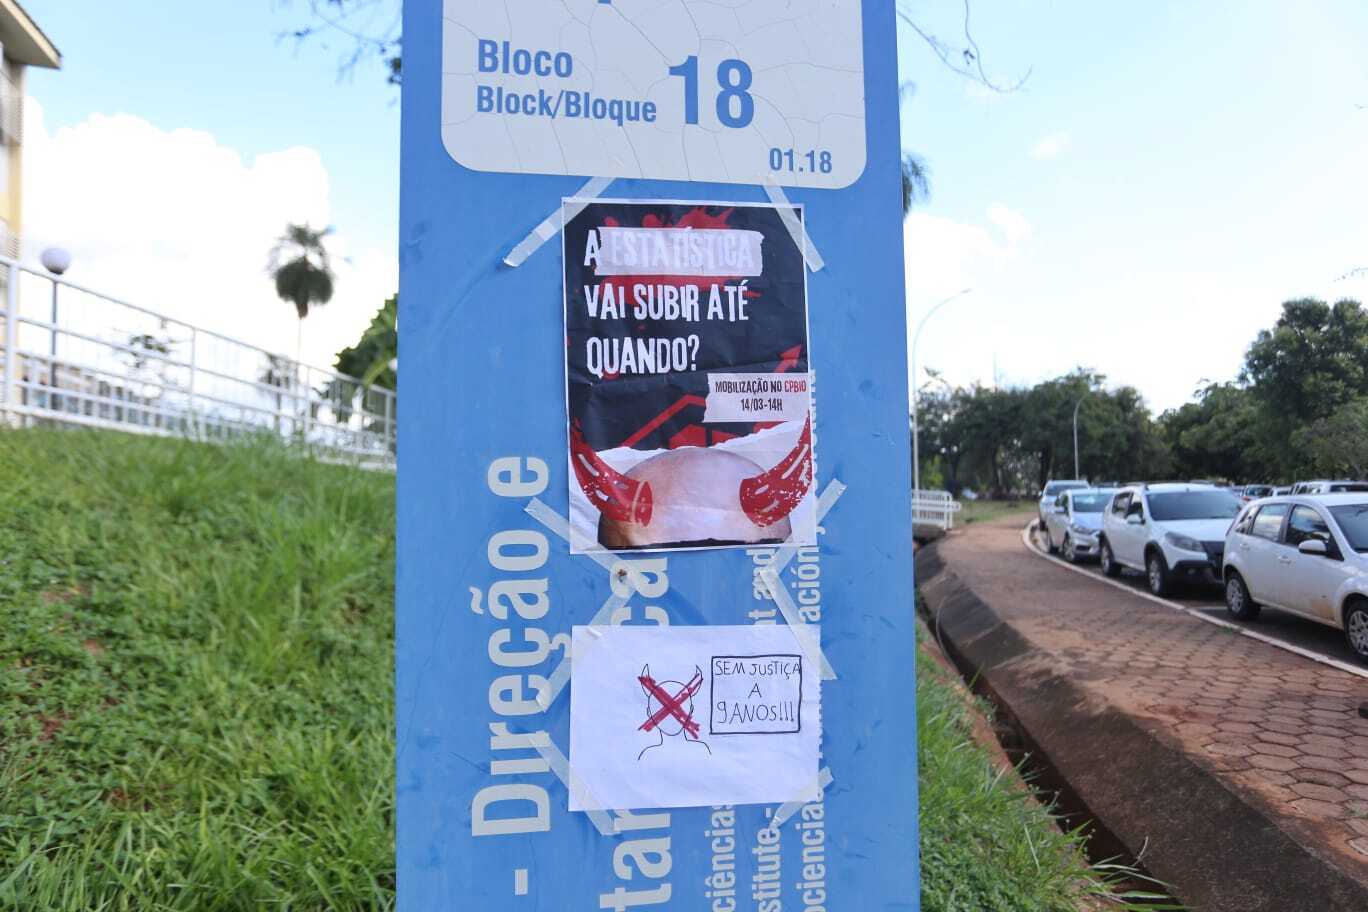 Bloco
Block/Bloque
18
01.18
A ESTATÍSTICA
VAI SUBIR ATÉ
QUANDO?
MOBILIZAÇÃO NO CPBIO
14/03-14H
SEM JUSTIÇA
A
9 ANOS!!!
- Direção e